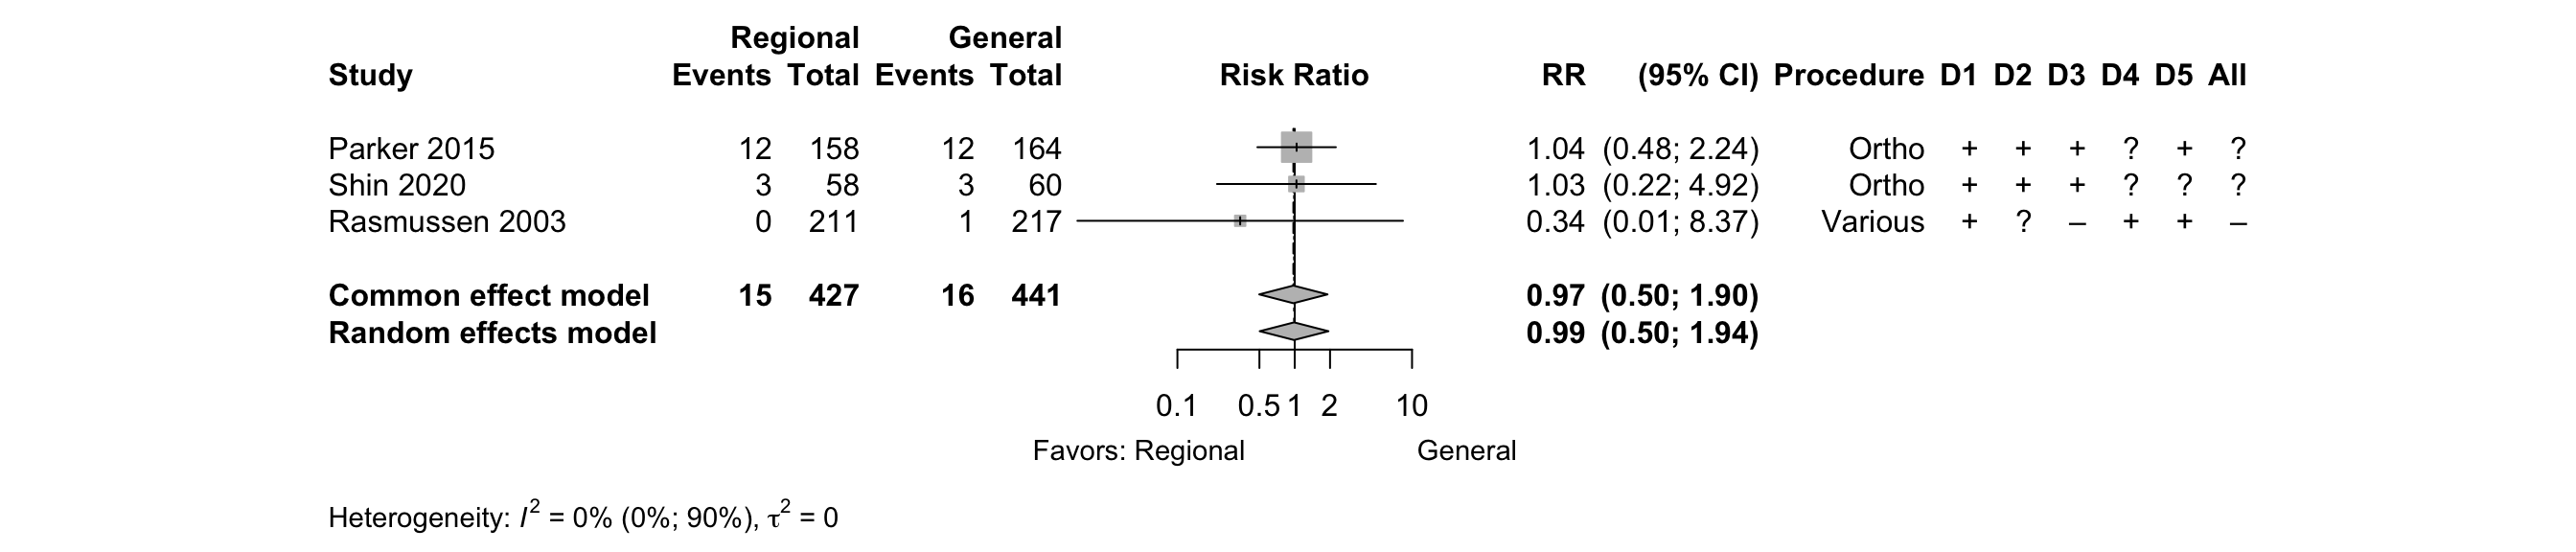 Regional General
Study Events Total Events Total Risk Ratio RR (95% CI) Procedure D1 D2 D3 D4 D5 All
Parker 2015 12 158 12 164 1.04 (0.48; 2.24) Ortho + + + ? + ?
Shin 2020 3 58 3 60 1.03 (0.22; 4.92) Ortho + + + ? ? ?
Rasmussen 2003 0 211 1 217 0.34 (0.01; 8.37) Various + ? – + + –
Common effect model 15 427 16 441 0.97 (0.50; 1.90)
Random effects model 0.99 (0.50; 1.94)
0.1 0.5 1 2 10
Favors: Regional General
Heterogeneity: I² = 0% (0%; 90%), τ² = 0